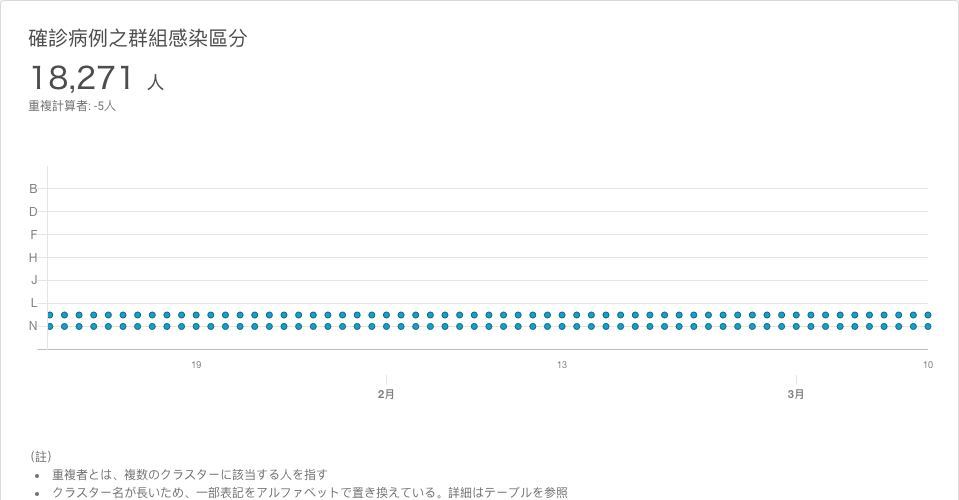 確診病例之群組感染區分
18,271 人
重複計算者: -5人
B
D
F
H
J
L
N
19
13
10
2月
3月
(註)
• 重複者とは、複数のクラスターに該当する人を指す
• クラスター名が長いため、一部表記をアルファベットで置き換えている。詳細はテーブルを参照